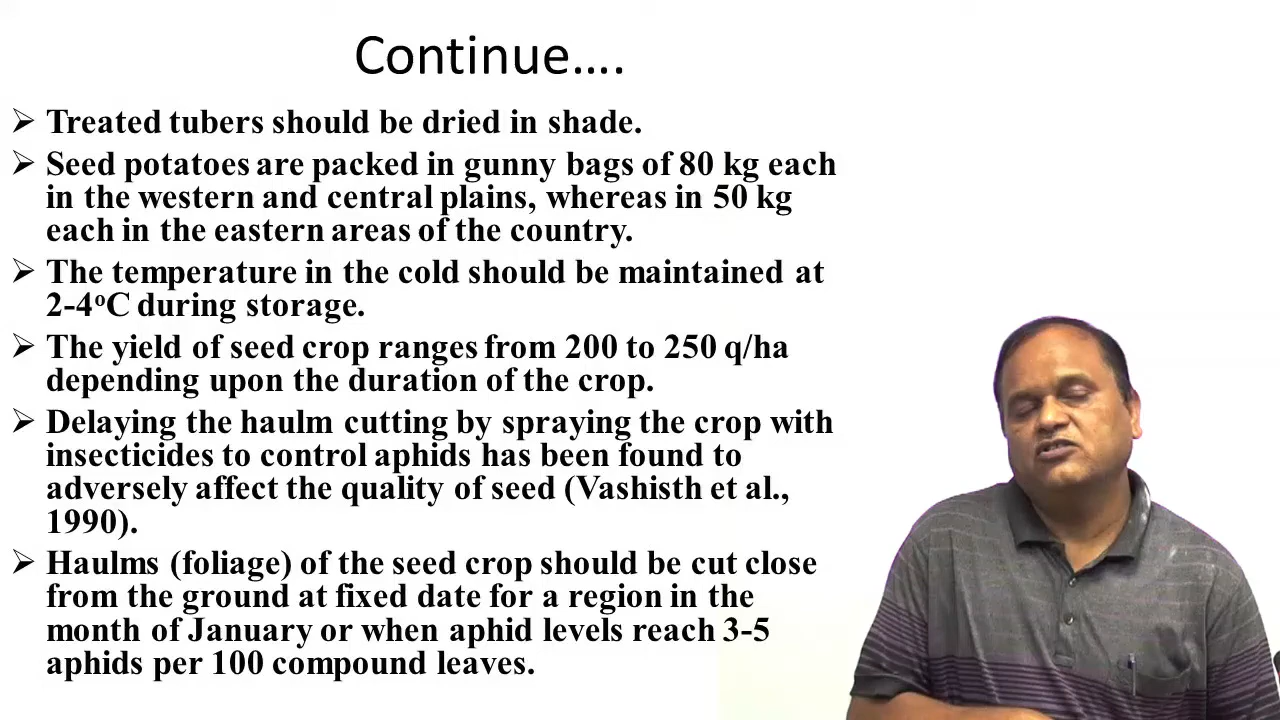 Continue….
➢ Treated tubers should be dried in shade.
➢ Seed potatoes are packed in gunny bags of 80 kg each
in the western and central plains, whereas in 50 kg
each in the eastern areas of the country.
➢ The temperature in the cold should be maintained at
2-4ᵒC during storage.
➢ The yield of seed crop ranges from 200 to 250 q/ha
depending upon the duration of the crop.
➢ Delaying the haulm cutting by spraying the crop with
insecticides to control aphids has been found to
adversely affect the quality of seed (Vashisth et al.,
1990).
➢ Haulms (foliage) of the seed crop should be cut close
from the ground at fixed date for a region in the
month of January or when aphid levels reach 3-5
aphids per 100 compound leaves.